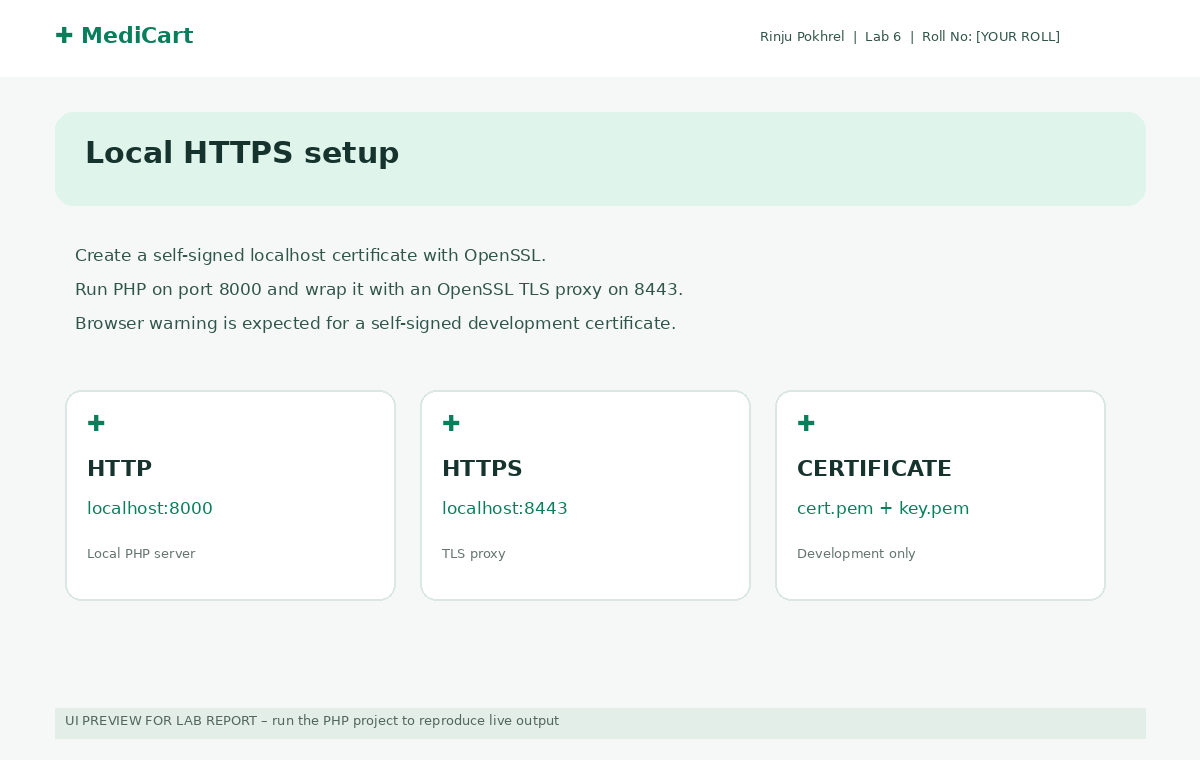 ✚ MediCart
Rinju Pokhrel | Lab 6 | Roll No: [YOUR ROLL]
Local HTTPS setup
Create a self-signed localhost certificate with OpenSSL.
Run PHP on port 8000 and wrap it with an OpenSSL TLS proxy on 8443.
Browser warning is expected for a self-signed development certificate.
✚
HTTP
localhost:8000
Local PHP server
✚
HTTPS
localhost:8443
TLS proxy
✚
CERTIFICATE
cert.pem + key.pem
Development only
UI PREVIEW FOR LAB REPORT – run the PHP project to reproduce live output